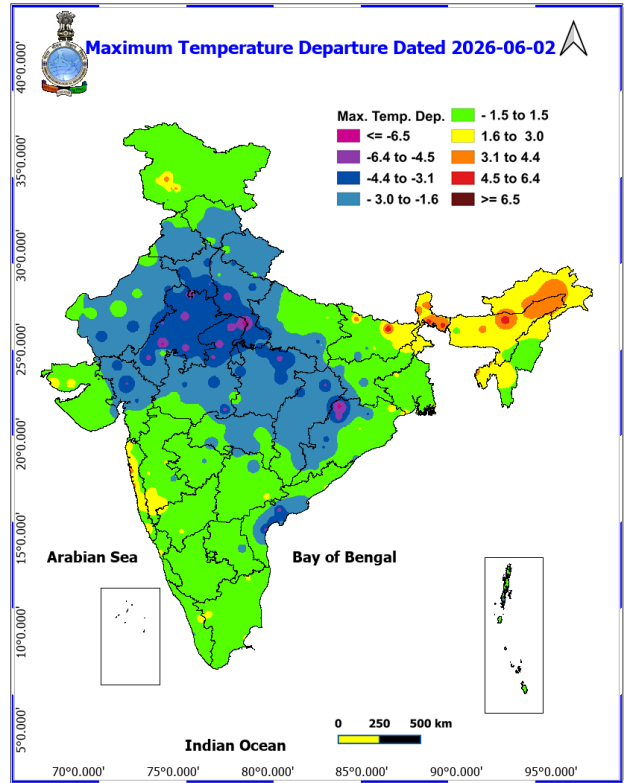 Maximum Temperature Departure Dated 2026-06-02
Max. Temp. Dep.
<= -6.5
-6.4 to -4.5
-4.4 to -3.1
- 3.0 to -1.6
- 1.5 to 1.5
1.6 to 3.0
3.1 to 4.4
4.5 to 6.4
>= 6.5
40°0.000'
35°0.000'
30°0.000'
25°0.000'
20°0.000'
15°0.000'
10°0.000'
5°0.000'
Arabian Sea
Bay of Bengal
Indian Ocean
0 250 500 km
70°0.000' 75°0.000' 80°0.000' 85°0.000' 90°0.000' 95°0.000'